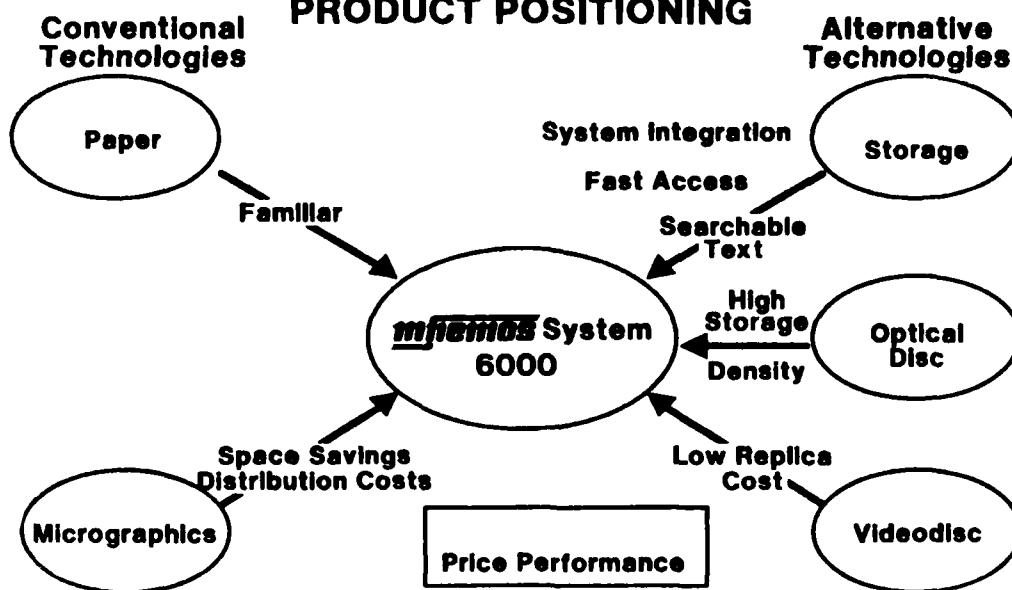 PRODUCT POSITIONING
Conventional
Technologies
Alternative
Technologies
Paper
System Integration
Storage
Fast Access
Familiar
Searchable
Text
mnemos System
6000
High
Storage
Density
Optical
Disc
Space Savings
Distribution Costs
Low Replica
Cost
Micrographics
Price Performance
Videodisc